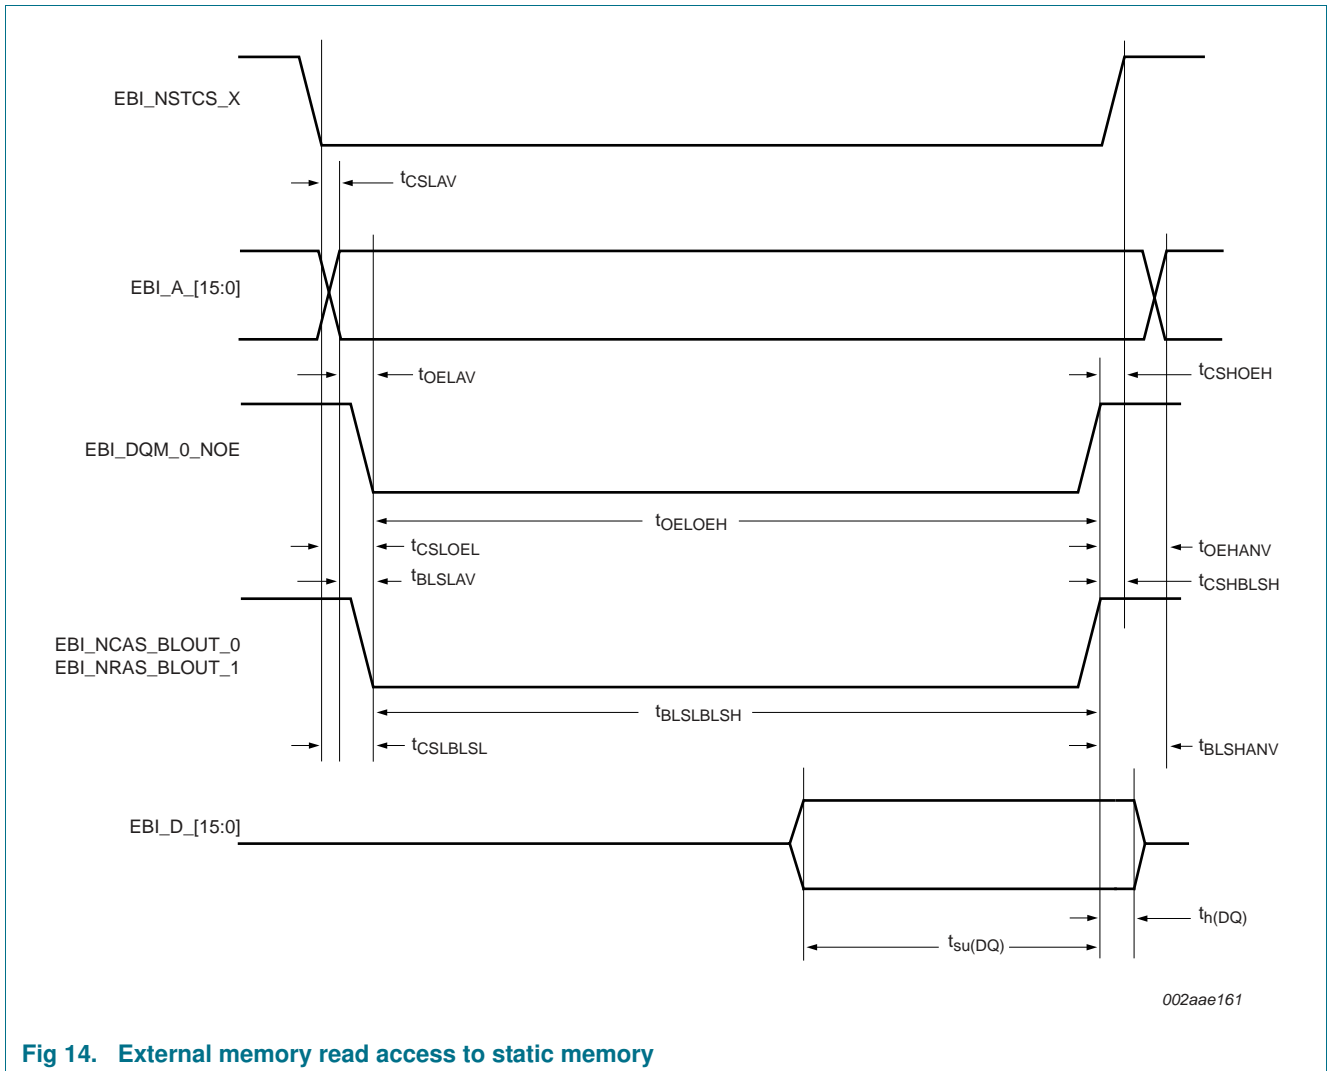 EBI_NSTCS_X
tCSLAV
EBI_A_[15:0]
tOELAV
tCSHOEH
EBI_DQM_0_NOE
tOELOEH
tCSLOEL
tOEHANV
tBLSLAV
tCSHBLSH
EBI_NCAS_BLOUT_0
EBI_NRAS_BLOUT_1
tBLSLBLSH
tCSLBLSL
tBLSHANV
EBI_D_[15:0]
th(DQ)
tsu(DQ)
002aae161
Fig 14. External memory read access to static memory